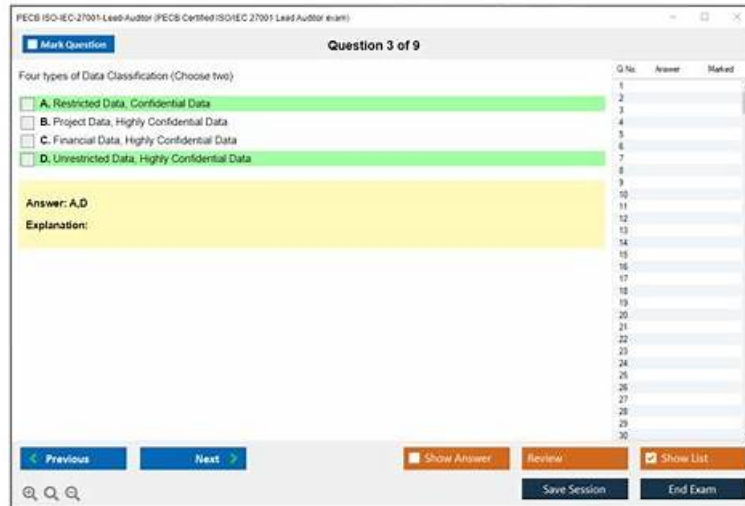 PECB ISO-IEC-27001-Lead-Auditor (PECB Certified ISO/IEC 27001 Lead Auditor exam)
Mark Question
Question 3 of 9
Four types of Data Classification (Choose two)
A. Restricted Data, Confidential Data
B. Project Data, Highly Confidential Data
C. Financial Data, Highly Confidential Data
D. Unrestricted Data, Highly Confidential Data
Answer: A,D
Explanation:
Q.No. Answer Marked
1
2
3
4
5
6
7
8
9
10
11
12
13
14
15
16
17
18
19
20
21
22
23
24
25
26
27
28
29
30
Previous
Next
Show Answer
Review
Show List
Save Session
End Exam